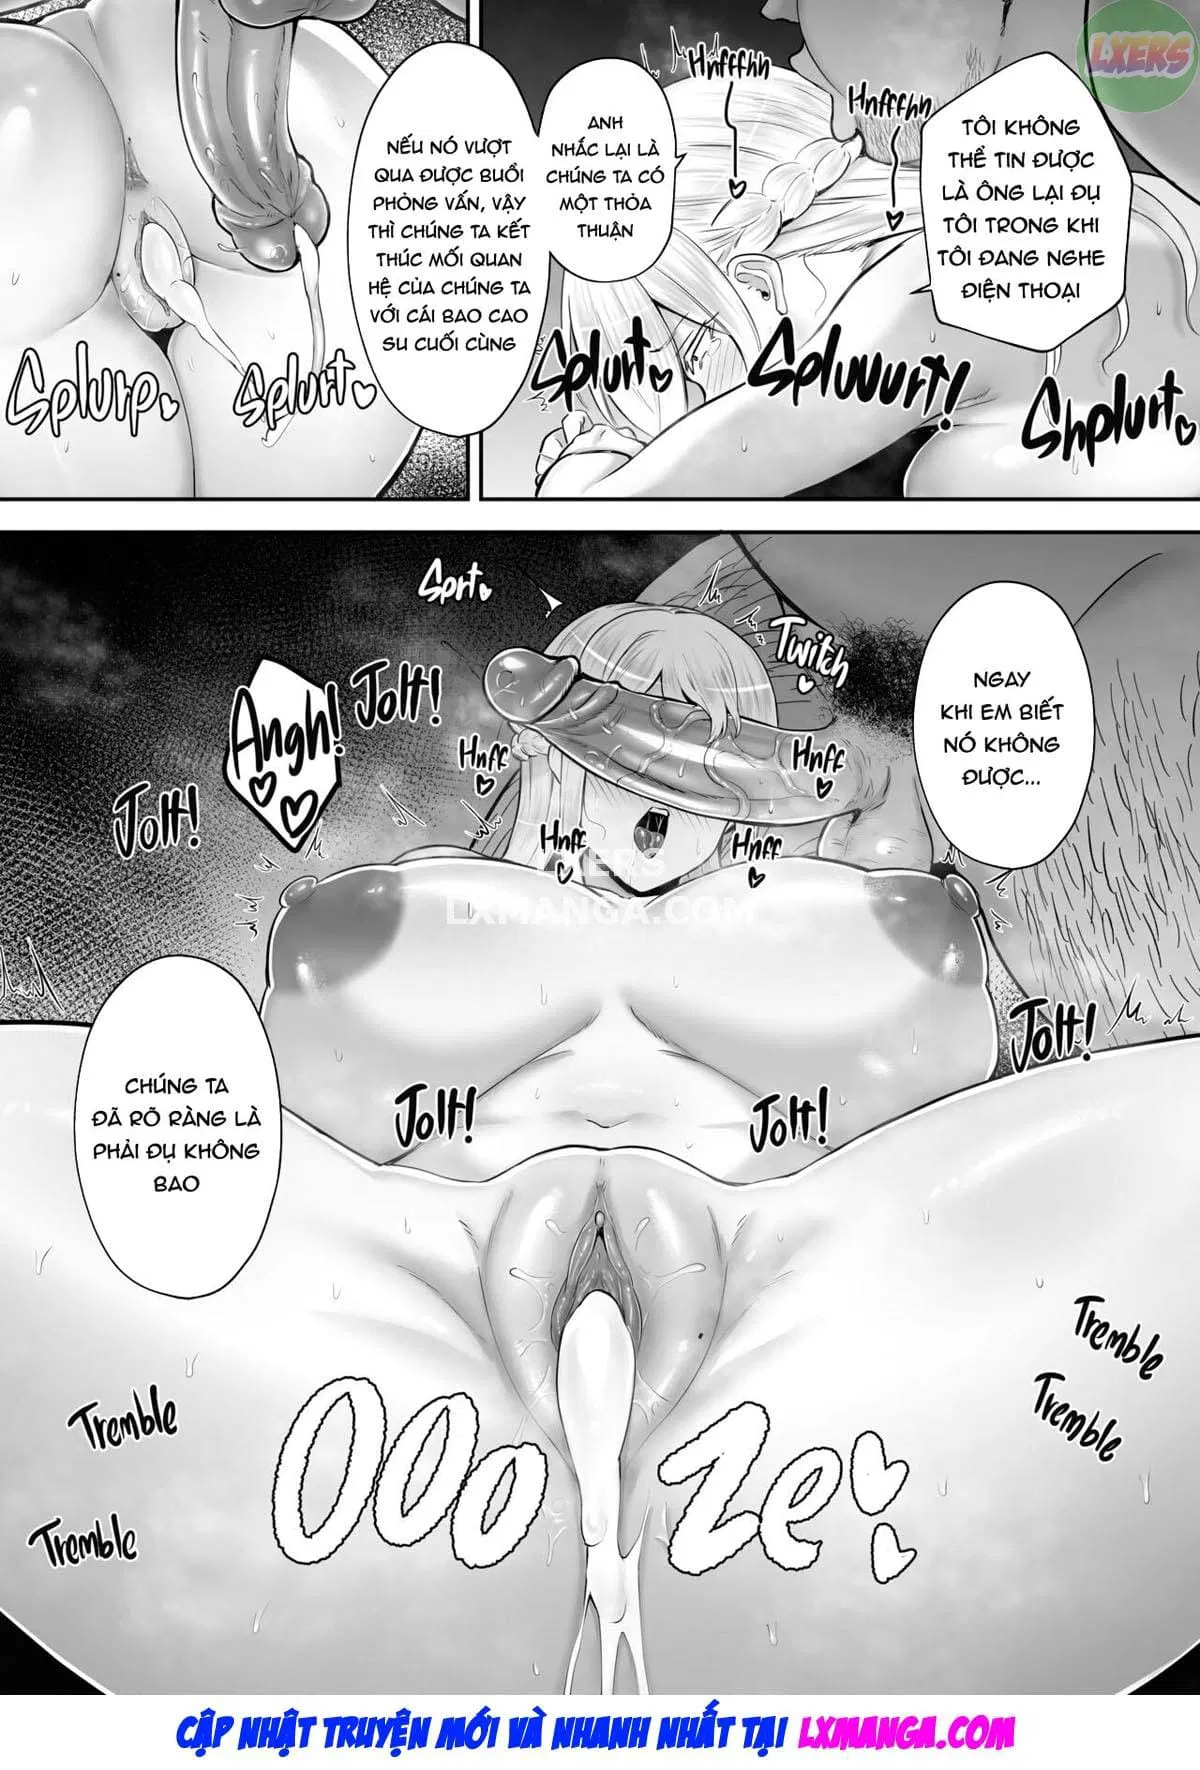 LXERS
TÔI KHÔNG
THỂ TIN ĐƯỢC
LÀ ÔNG LẠI ĐỤ
TÔI TRONG KHI
TÔI ĐANG NGHE
ĐIỆN THOẠI
Hnfffhn
Hnfffhn
ANH
NHẮC LẠI LÀ
CHÚNG TA CÓ
MỘT THỎA
THUẬN
NẾU NÓ VƯỢT
QUA ĐƯỢC BUỔI
PHỎNG VẤN, VẬY
THÌ CHÚNG TA KẾT
THÚC MỐI QUAN
HỆ CỦA CHÚNG TA
VỚI CÁI BAO CAO
SU CUỐI CÙNG
Shplurt
Spluuurt!
Splurt
Splurt
Splurp
NGAY
KHI EM BIẾT
NÓ KHÔNG
ĐƯỢC...
Sprt
Twitch
Angh!
Jolt!
Jolt!
Hnff
Hnff
Hnff
Hnff
LXERS
LXMANGA.COM
Jolt!
Jolt!
Jolt!
CHÚNG TA
ĐÃ RÕ RÀNG LÀ
PHẢI ĐỤ KHÔNG
BAO
Tremble
Tremble
Tremble
Tremble
OOoZe
CẬP NHẬT TRUYỆN MỚI VÀ NHANH NHẤT TẠI LXMANGA.COM